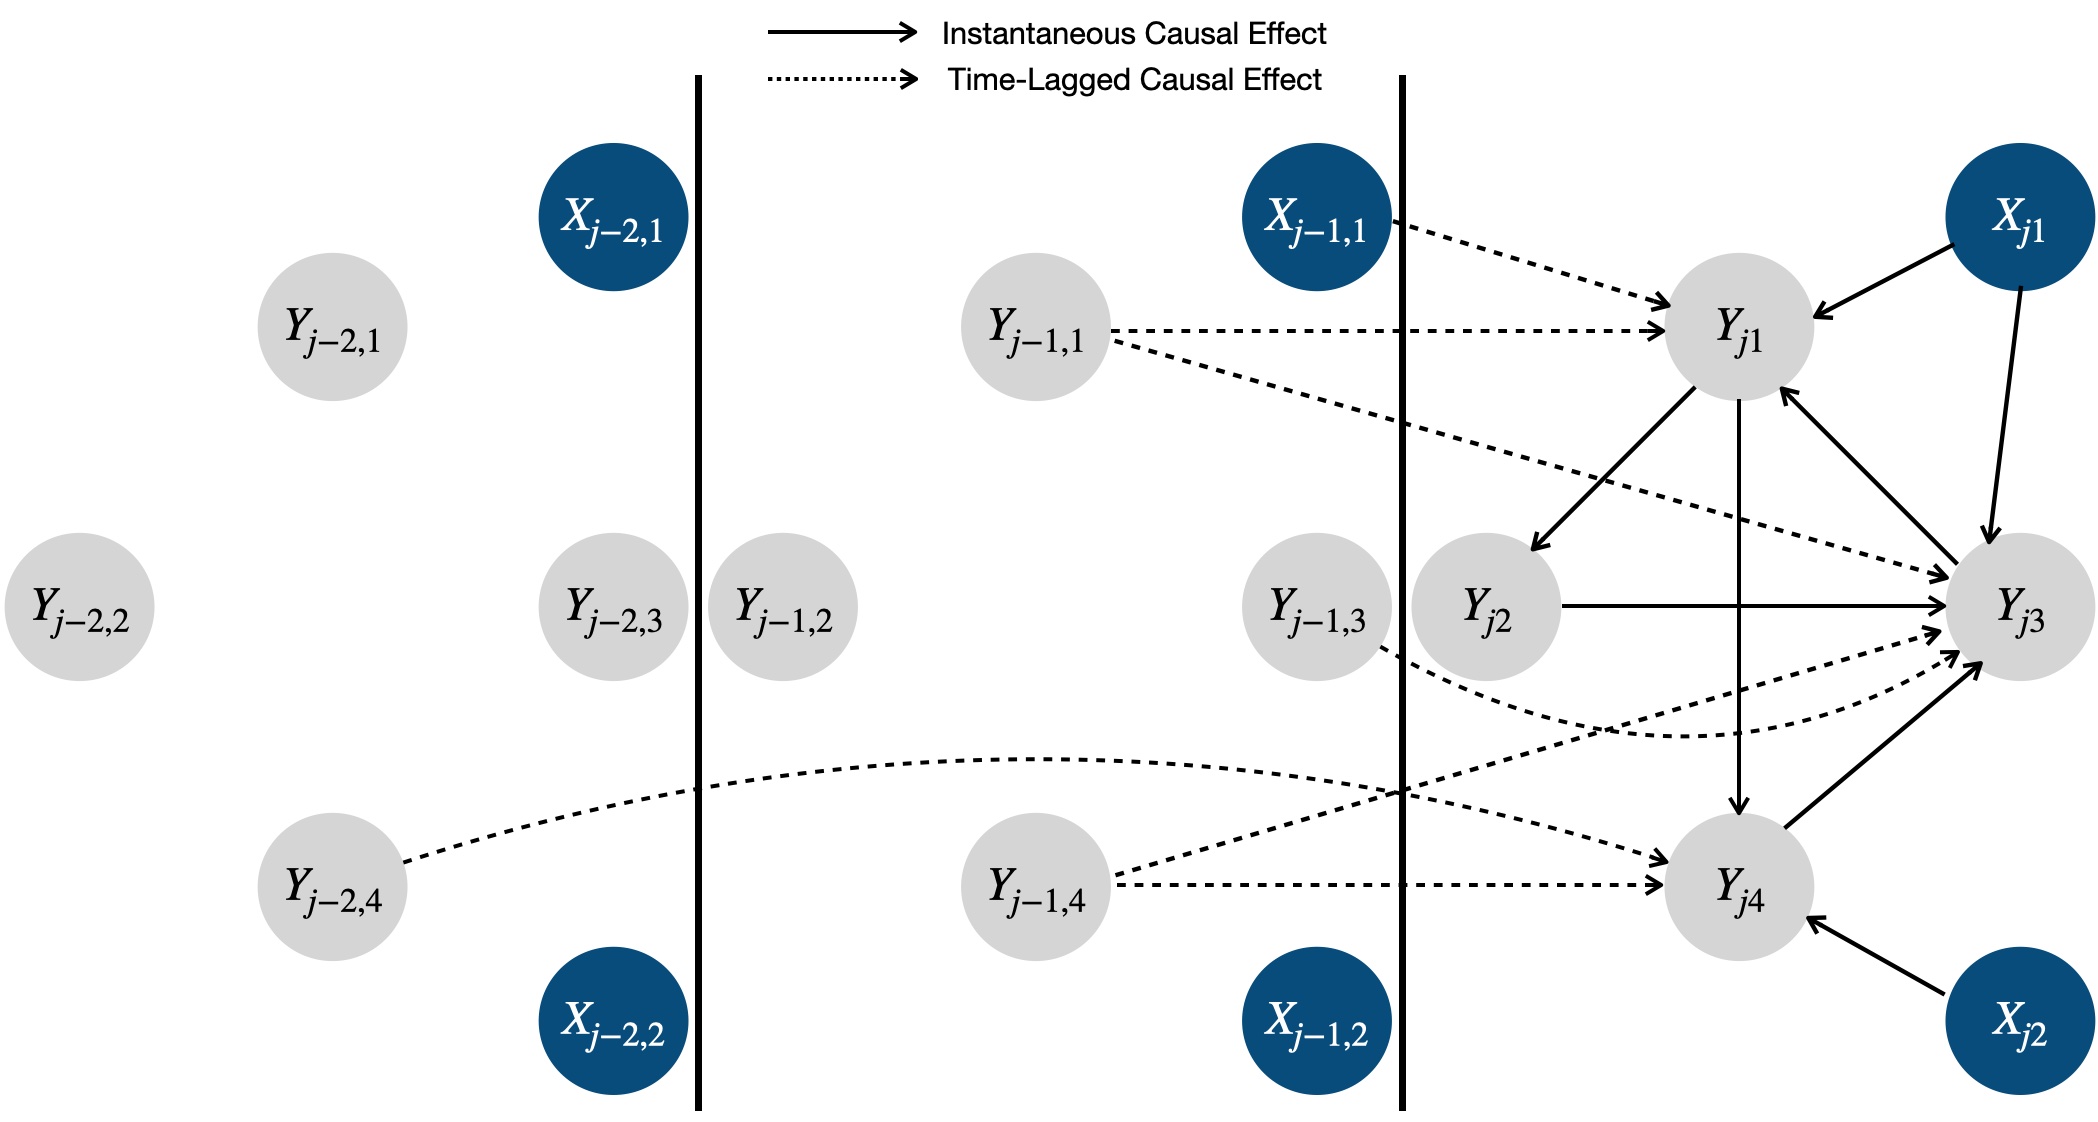 Instantaneous Causal Effect
Time-Lagged Causal Effect
X_{j−2,1}
X_{j−1,1}
X_{j1}
Y_{j−2,1}
Y_{j−1,1}
Y_{j1}
Y_{j−2,2}
Y_{j−2,3}
Y_{j−1,2}
Y_{j−1,3}
Y_{j2}
Y_{j3}
Y_{j−2,4}
Y_{j−1,4}
Y_{j4}
X_{j−2,2}
X_{j−1,2}
X_{j2}